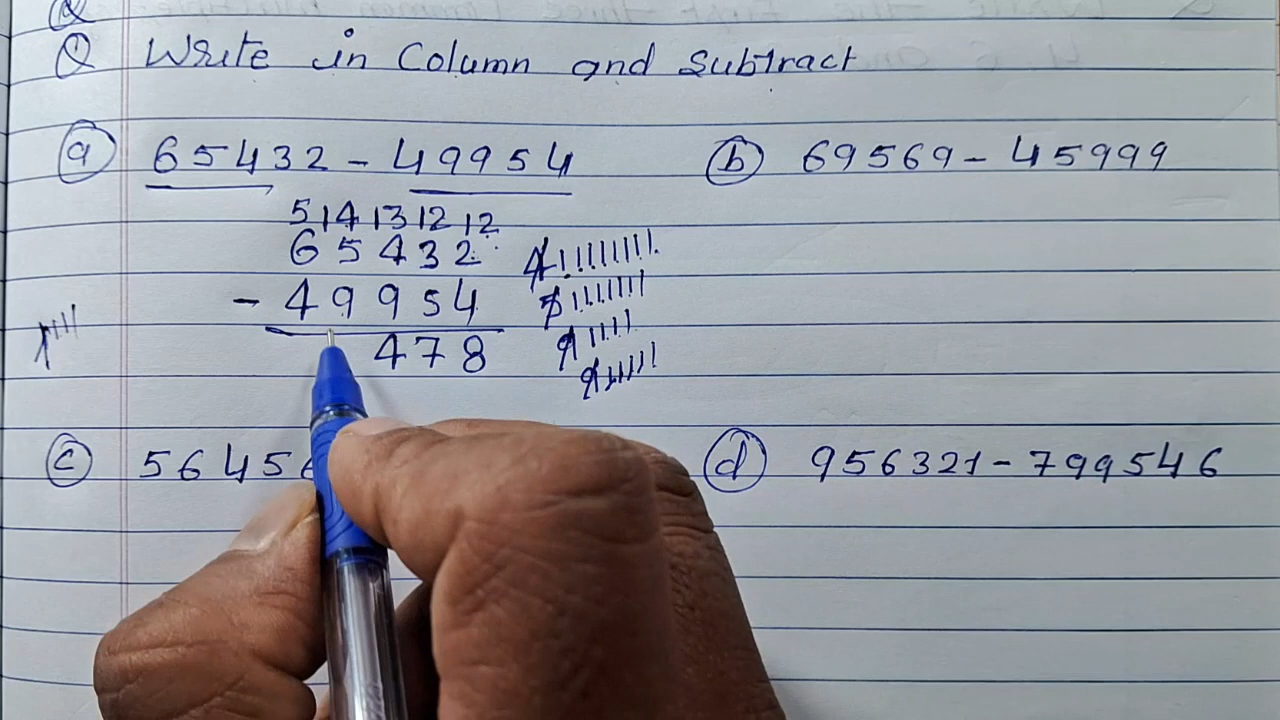 Q Write in Column and Subtract
(a) 65432 - 49954
(b) 69569 - 45999
5 14 13 12 12
65432
- 49954
478
(c) 5645
(d) 956321 - 799546